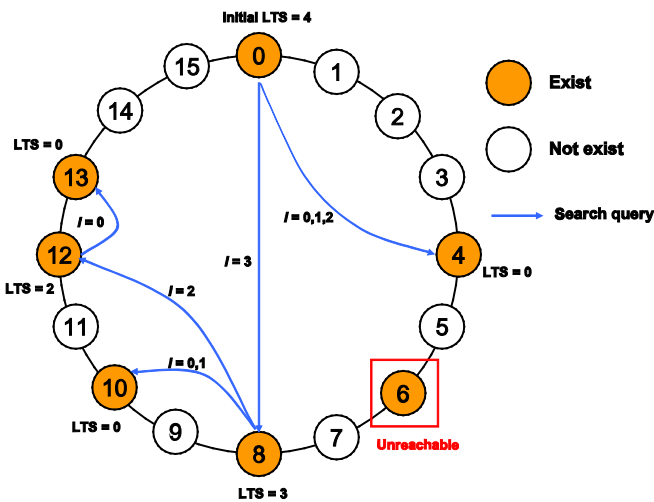 Initial LTS = 4
0
1
2
3
4
LTS = 0
5
6
Unreachable
7
8
LTS = 3
9
10
LTS = 0
11
12
LTS = 2
13
LTS = 0
14
15
l = 0,1,2
l = 3
l = 2
l = 0,1
l = 0
Exist
Not exist
Search query